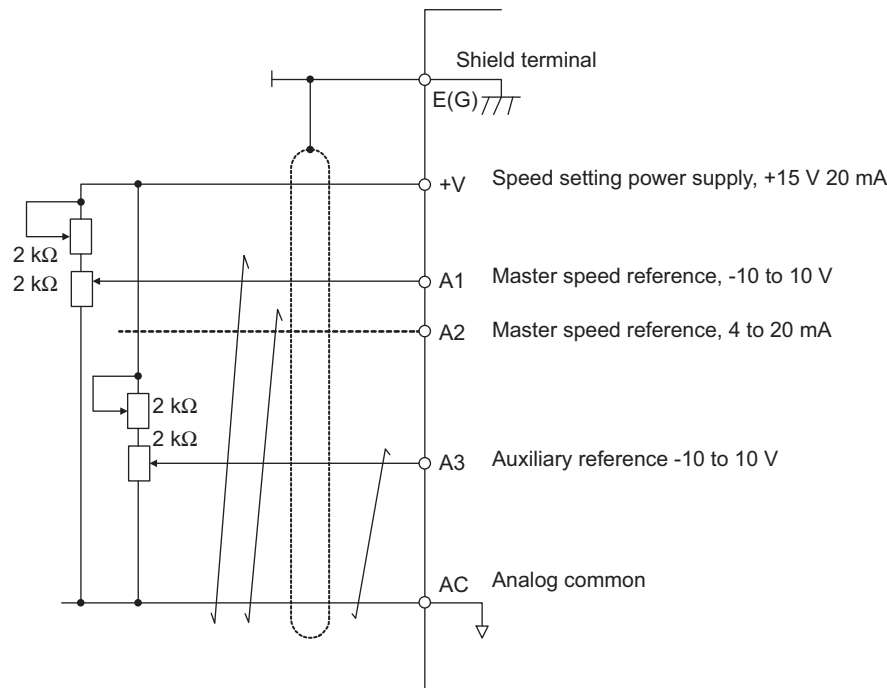 Shield terminal
E(G)
+V Speed setting power supply, +15 V 20 mA
2 kΩ
2 kΩ
A1 Master speed reference, -10 to 10 V
A2 Master speed reference, 4 to 20 mA
2 kΩ
2 kΩ
A3 Auxiliary reference -10 to 10 V
AC Analog common